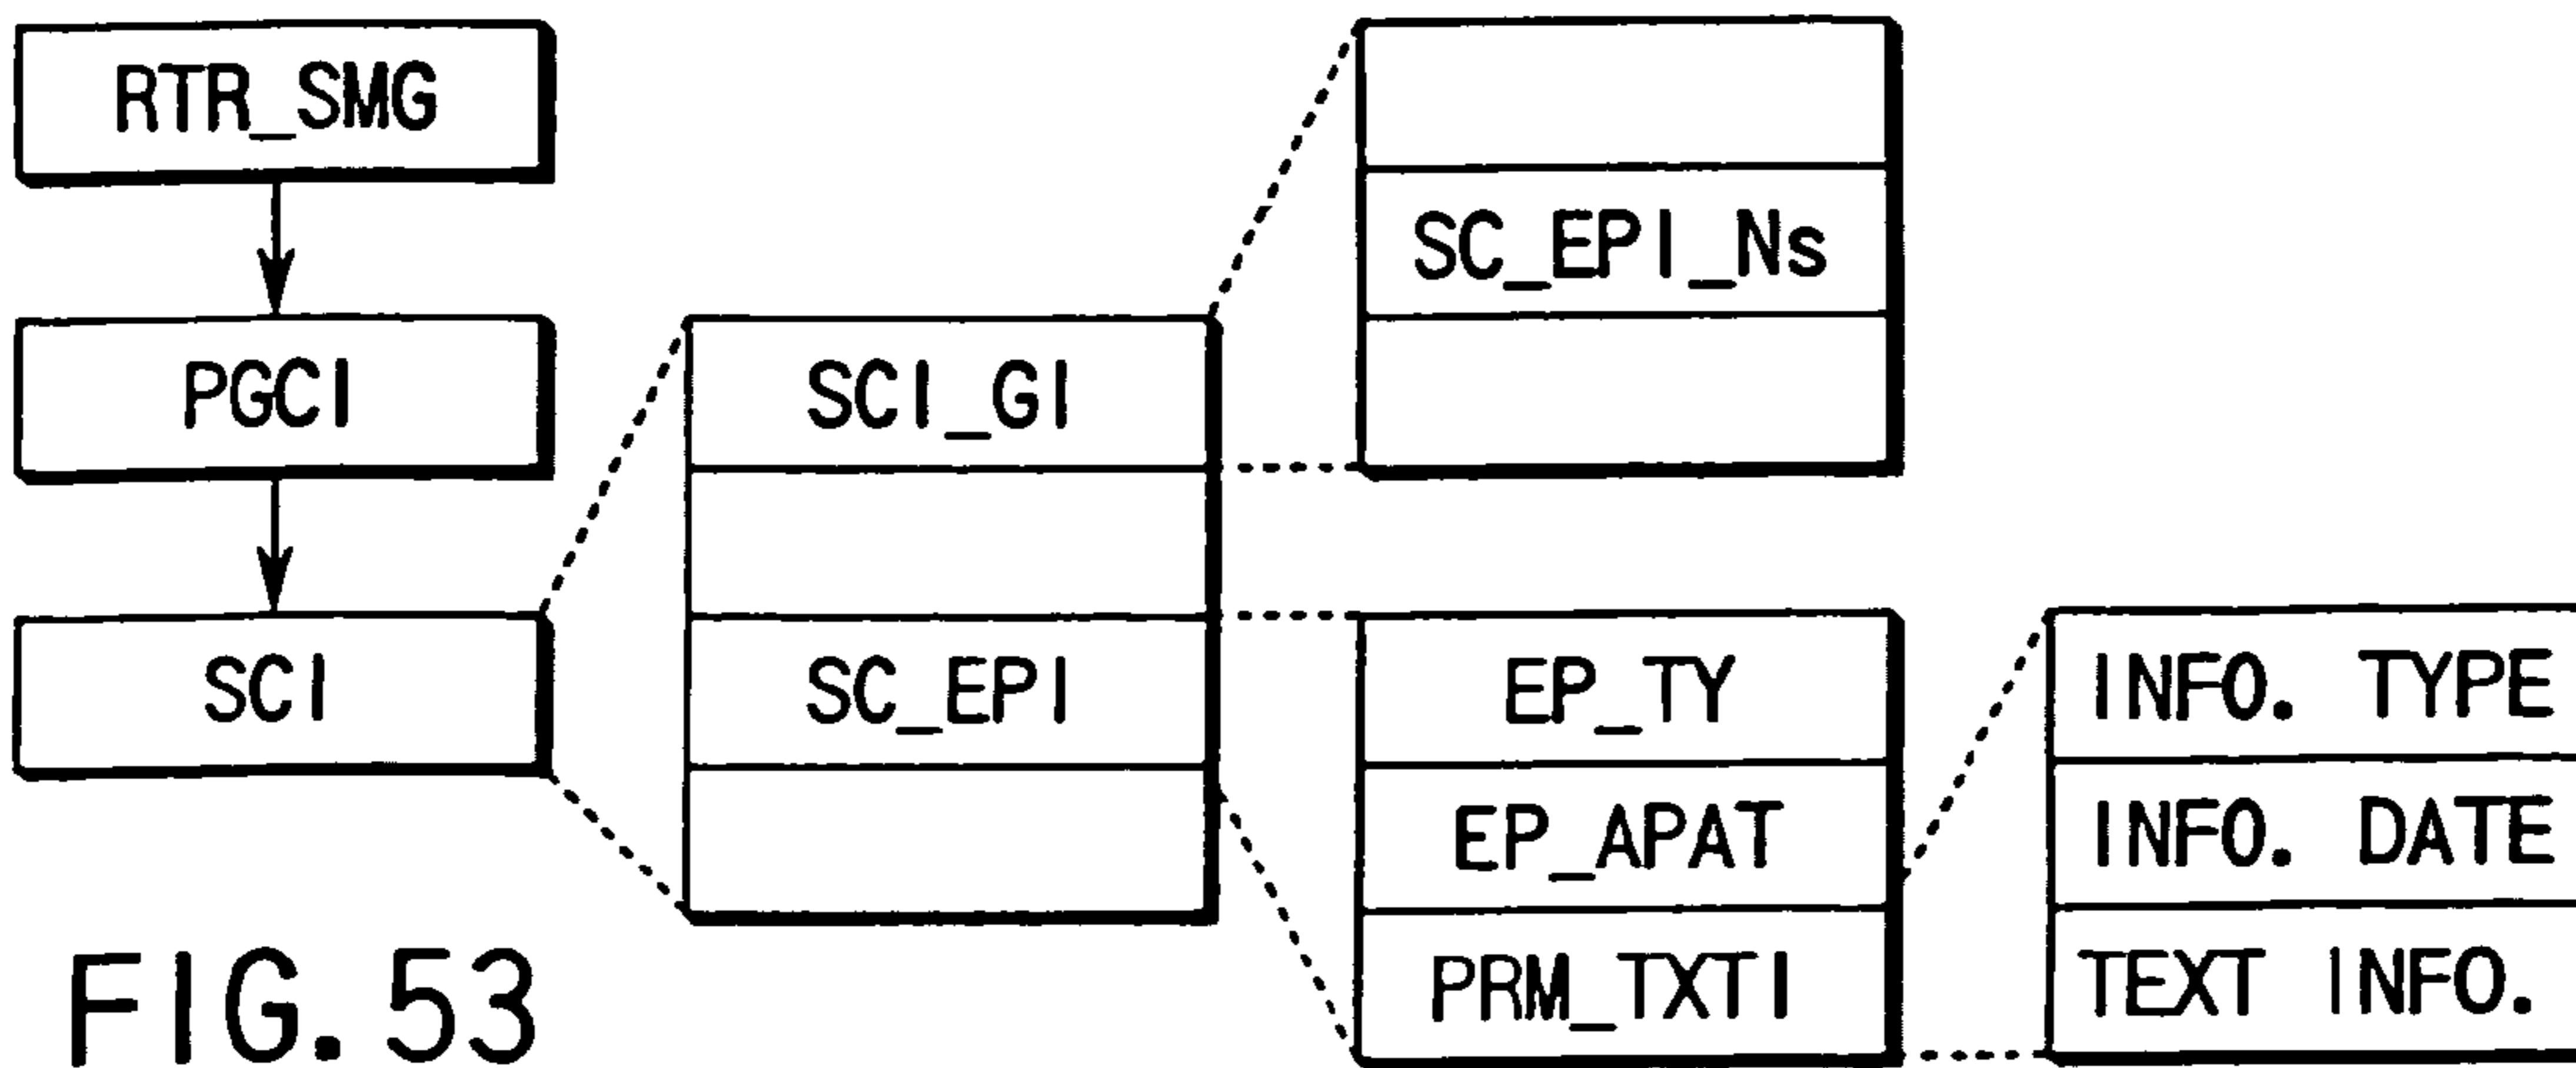 RTR_SMG
PGCI
SCI
SCI_GI
SC_EPI
SC_EPI_Ns
EP_TY
EP_APAT
PRM_TXTI
INFO. TYPE
INFO. DATE
TEXT INFO.
FIG. 53